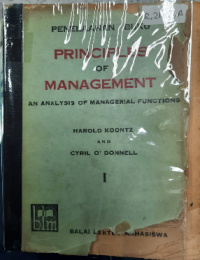 PRINCIPLES
OF
MANAGEMENT
AN ANALYSIS OF MANAGERIAL FUNCTIONS
HAROLD KOONTZ
AND
CYRIL O'DONNELL
I
blm
BALAI LEKTUR MAHASISWA